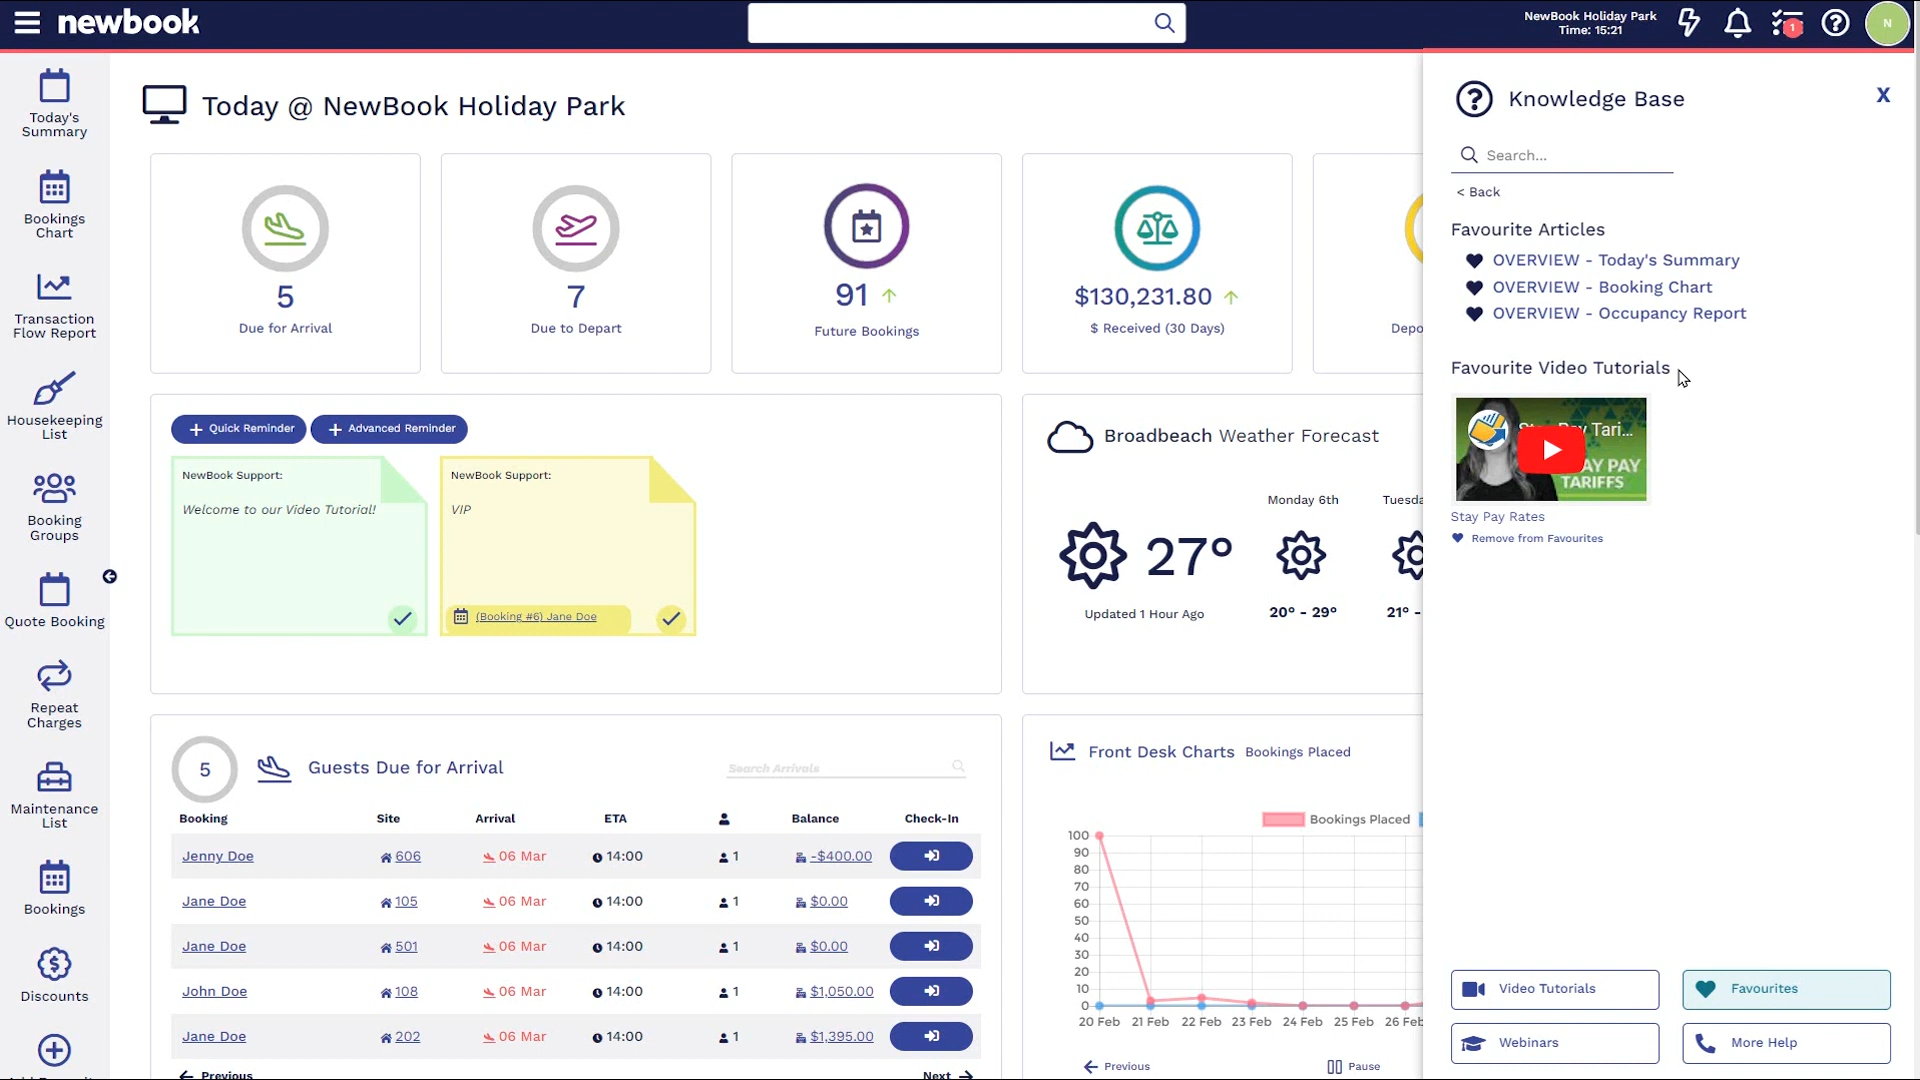 newbook
NewBook Holiday Park
Time: 15:21
1
N
Today's
Summary
Bookings
Chart
Transaction
Flow Report
Housekeeping
List
Booking
Groups
Quote Booking
Repeat
Charges
Maintenance
List
Bookings
Discounts
Today @ NewBook Holiday Park
5
Due for Arrival
7
Due to Depart
91
Future Bookings
$130,231.80
$ Received (30 Days)
Depo
+ Quick Reminder
+ Advanced Reminder
NewBook Support:
Welcome to our Video Tutorial!
NewBook Support:
VIP
(Booking #6) Jane Doe
Broadbeach Weather Forecast
27°
Updated 1 Hour Ago
Monday 6th
20° - 29°
Tuesda
21° -
5 Guests Due for Arrival
Search Arrivals
Booking Site Arrival ETA Balance Check-In
Jenny Doe 606 06 Mar 14:00 1 -$400.00
Jane Doe 105 06 Mar 14:00 1 $0.00
Jane Doe 501 06 Mar 14:00 1 $0.00
John Doe 108 06 Mar 14:00 1 $1,050.00
Jane Doe 202 06 Mar 14:00 1 $1,395.00
Previous Next
Front Desk Charts Bookings Placed
Bookings Placed
100
90
80
70
60
50
40
30
20
10
0
20 Feb 21 Feb 22 Feb 23 Feb 24 Feb 25 Feb 26 Feb
Previous Pause
Knowledge Base
X
Search...
< Back
Favourite Articles
OVERVIEW - Today's Summary
OVERVIEW - Booking Chart
OVERVIEW - Occupancy Report
Favourite Video Tutorials
Stay Pay Tari...
AY PAY
TARIFFS
Stay Pay Rates
Remove from Favourites
Video Tutorials
Favourites
Webinars
More Help